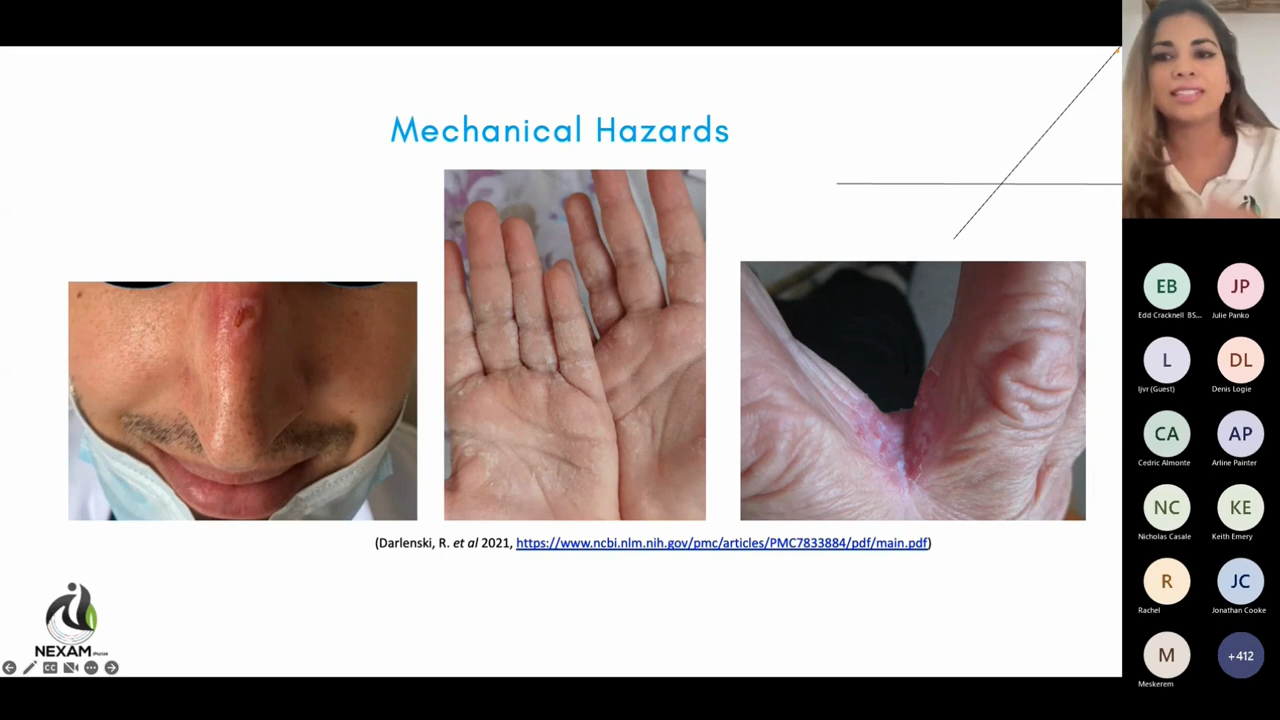 Mechanical Hazards
(Darlenski, R. et al 2021, https://www.ncbi.nlm.nih.gov/pmc/articles/PMC7833884/pdf/main.pdf)
NEXAM
CC
EB
Edd Cracknell BS...
JP
Julie Panko
L
ljvr (Guest)
DL
Denis Logie
CA
Cedric Almonte
AP
Arline Painter
NC
Nicholas Casale
KE
Keith Emery
R
Rachel
JC
Jonathan Cooke
M
Meskerem
+412